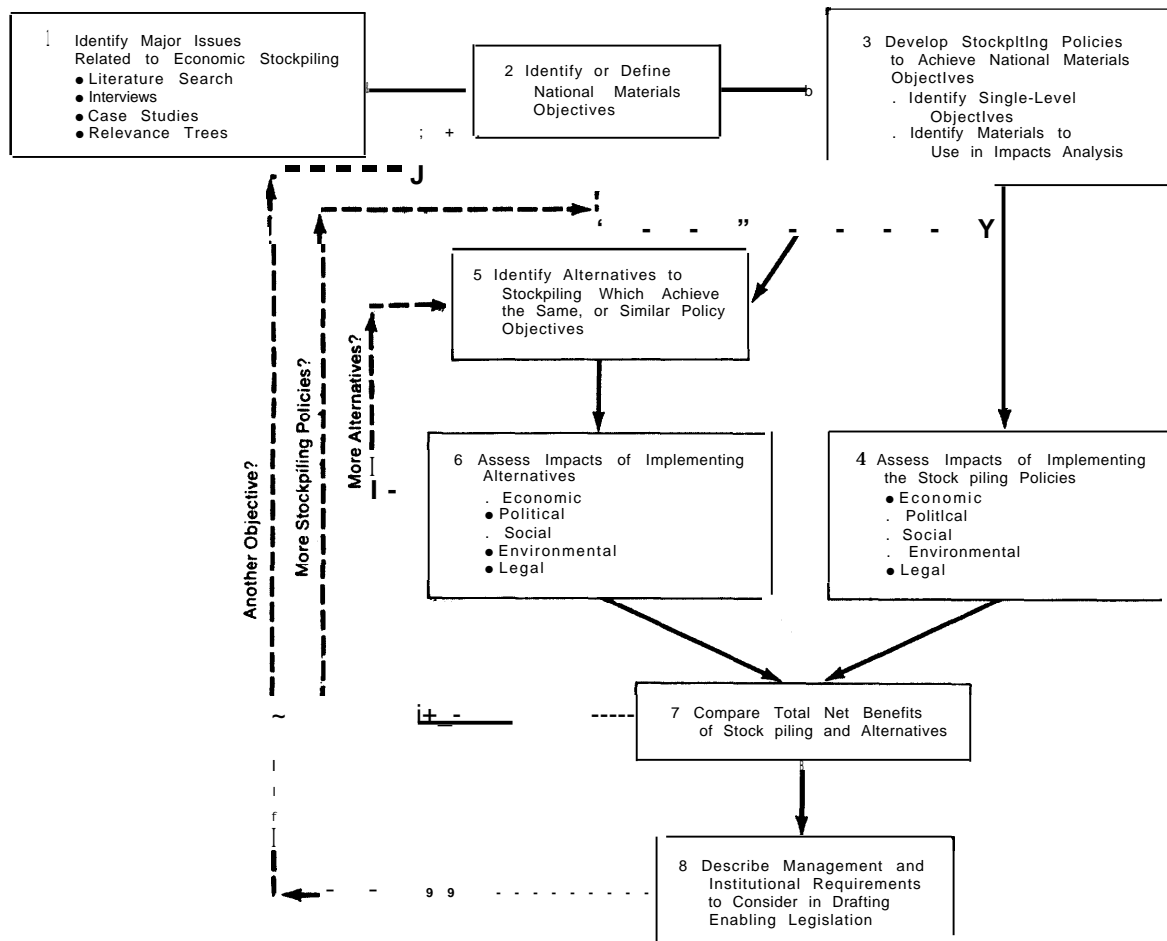 1 Identify Major Issues
Related to Economic Stockpiling
● Literature Search
● Interviews
● Case Studies
● Relevance Trees
2 Identify or Define
National Materials
Objectives
3 Develop Stockpltlng Policies
to Achieve National Materials
ObjectIves
. Identify Single-Level
ObjectIves
. Identify Materials to
Use in Impacts Analysis
5 Identify Alternatives to
Stockpiling Which Achieve
the Same, or Similar Policy
Objectives
Another Objective?
More Stockpiling Policies?
More Alternatives?
6 Assess Impacts of Implementing
Alternatives
. Economic
● Political
. Social
● Environmental
● Legal
4 Assess Impacts of Implementing
the Stock piling Policies
● Economic
. PolitIcal
. Social
. Environmental
● Legal
7 Compare Total Net Benefits
of Stock piling and Alternatives
8 Describe Management and
Institutional Requirements
to Consider in Drafting
Enabling Legislation